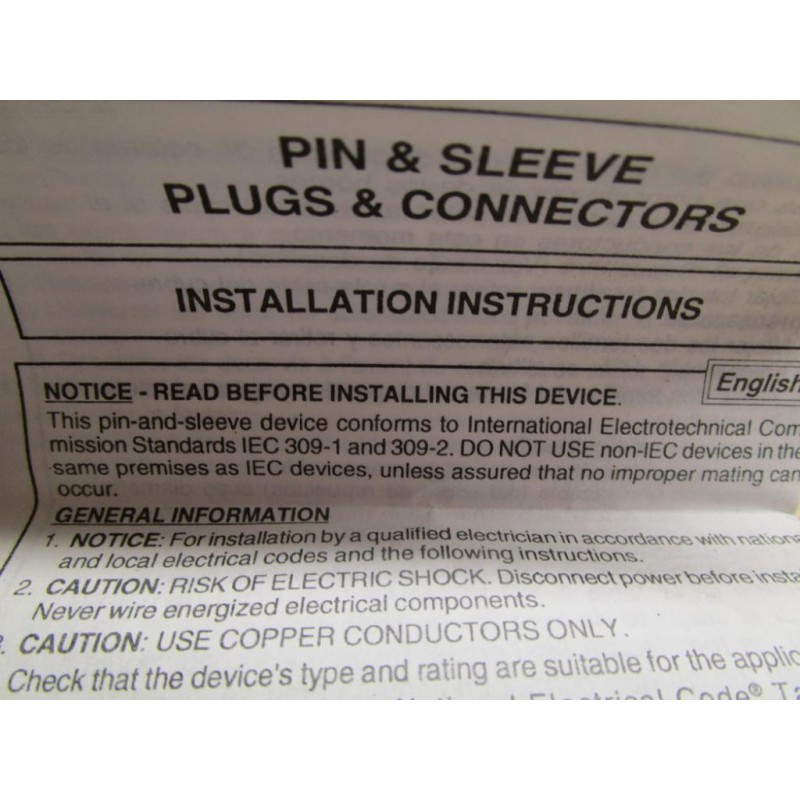 PIN & SLEEVE
PLUGS & CONNECTORS
INSTALLATION INSTRUCTIONS
English
NOTICE - READ BEFORE INSTALLING THIS DEVICE.
This pin-and-sleeve device conforms to International Electrotechnical Com
mission Standards IEC 309-1 and 309-2. DO NOT USE non-IEC devices in the
same premises as IEC devices, unless assured that no improper mating can
occur.
GENERAL INFORMATION
1. NOTICE: For installation by a qualified electrician in accordance with nationa
and local electrical codes and the following instructions.
2. CAUTION: RISK OF ELECTRIC SHOCK. Disconnect power before insta
Never wire energized electrical components.
. CAUTION: USE COPPER CONDUCTORS ONLY.
Check that the device's type and rating are suitable for the applic
National Electrical Code® Ta